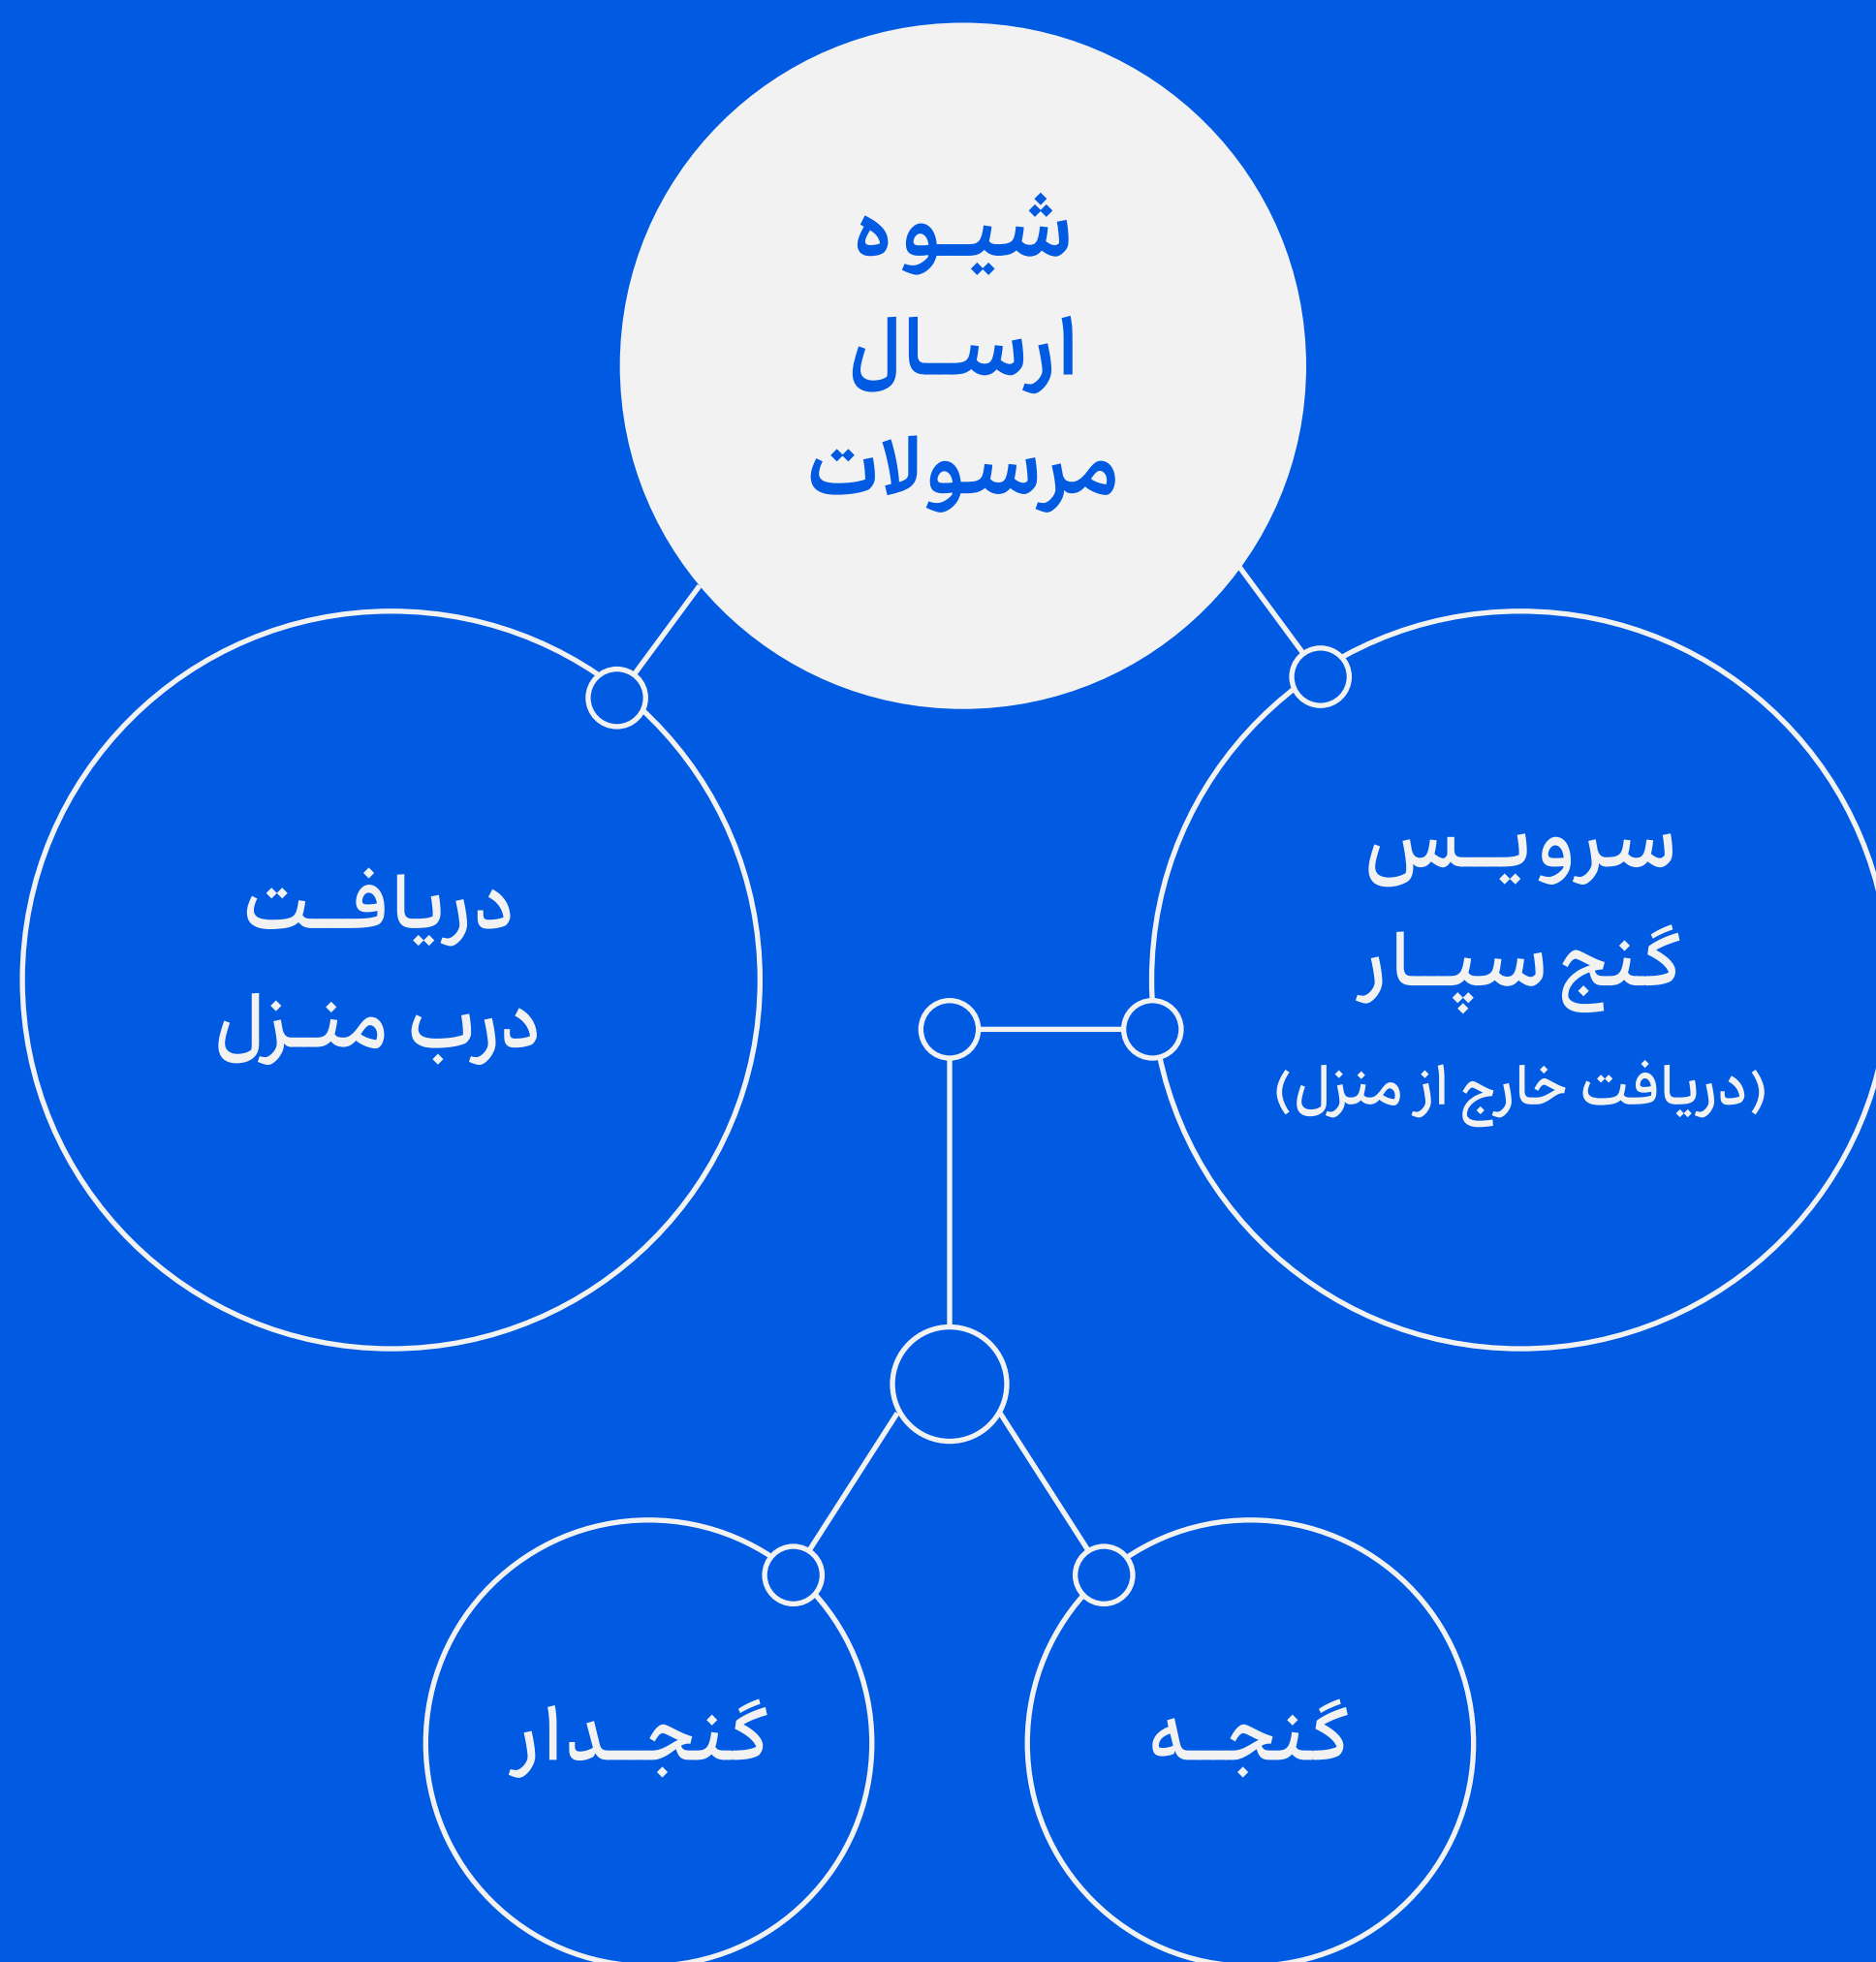 شیوه
ارسال
مرسولات
سرویس
گنج سپار
(دریافت خارج از منزل)
دریافت
درب منزل
گنجه
گنجدار